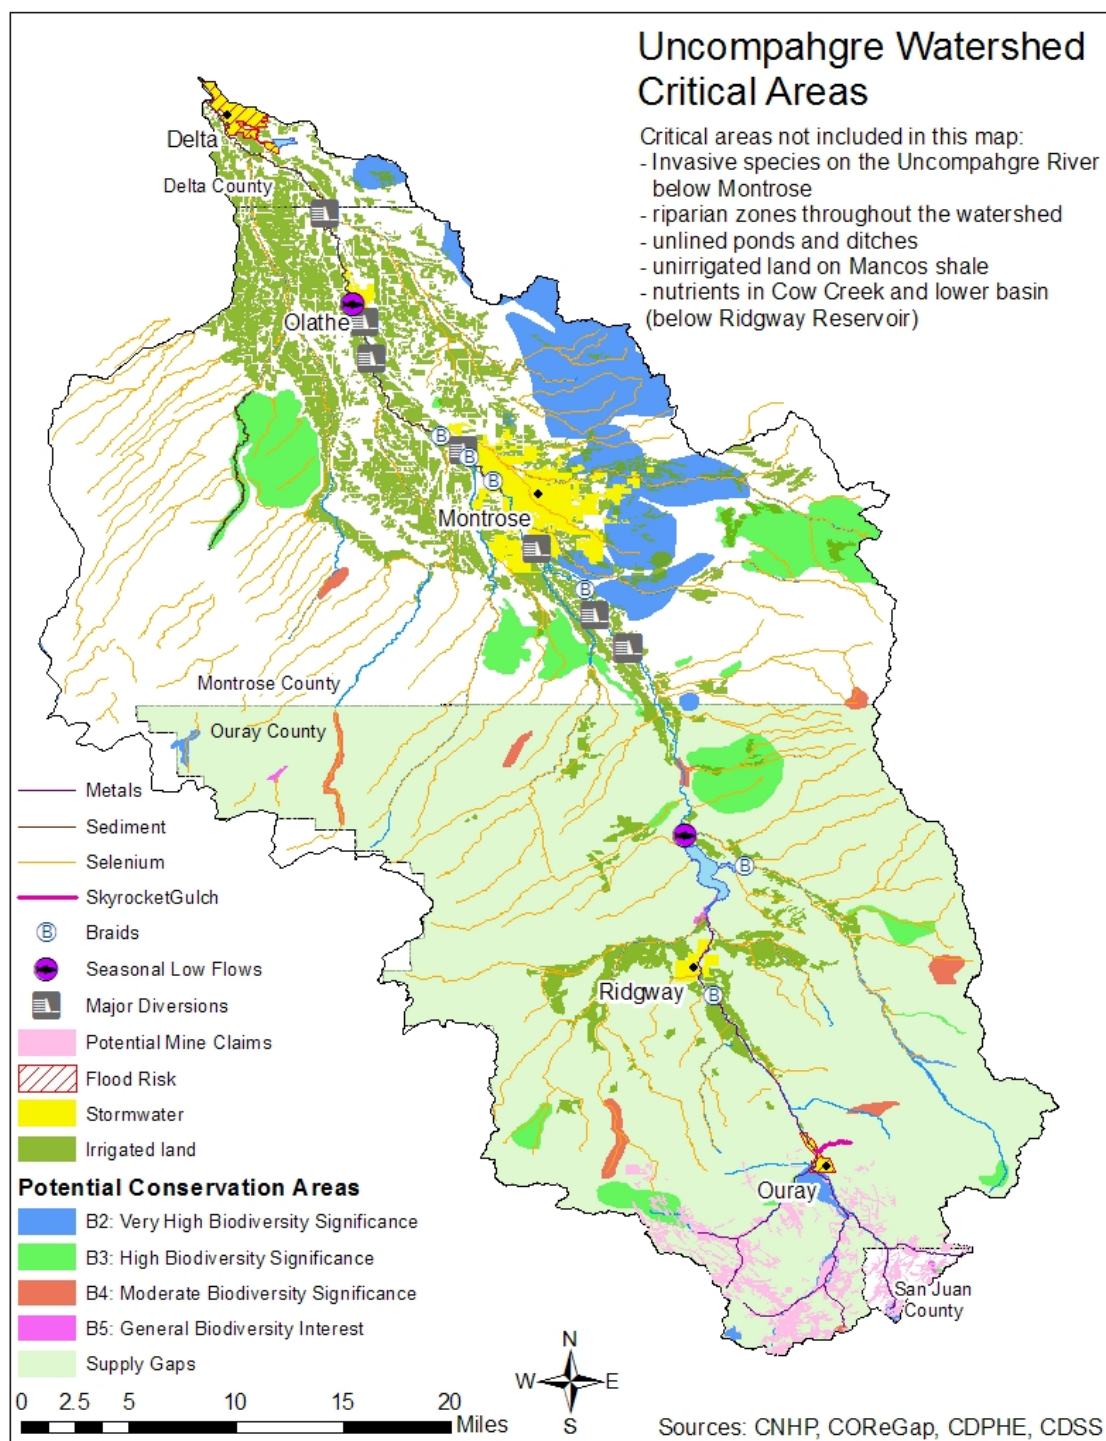 Uncompahgre Watershed
Critical Areas
Critical areas not included in this map:
- Invasive species on the Uncompahgre River
below Montrose
- riparian zones throughout the watershed
- unlined ponds and ditches
- unirrigated land on Mancos shale
- nutrients in Cow Creek and lower basin
(below Ridgway Reservoir)
Delta
Delta County
Olathe
B
B
B
Montrose
B
Montrose County
Ouray County
B
Ridgway
B
Ouray
San Juan
County
Metals
Sediment
Selenium
SkyrocketGulch
B Braids
Seasonal Low Flows
Major Diversions
Potential Mine Claims
Flood Risk
Stormwater
Irrigated land
Potential Conservation Areas
B2: Very High Biodiversity Significance
B3: High Biodiversity Significance
B4: Moderate Biodiversity Significance
B5: General Biodiversity Interest
Supply Gaps
0 2.5 5 10 15 20
Miles
N
W E
S
Sources: CNHP, COReGap, CDPHE, CDSS